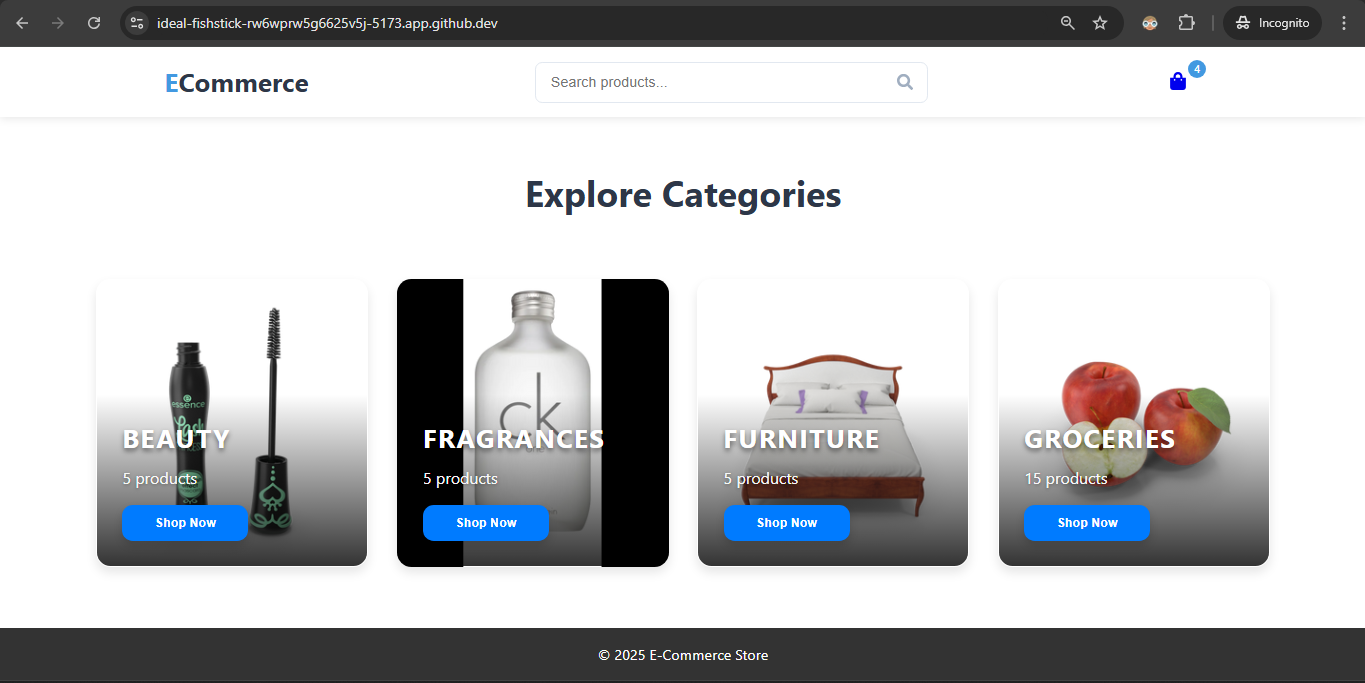 ideal-fishstick-rw6wprw5g6625v5j-5173.app.github.dev
Incognito
ECommerce
Search products...
4
Explore Categories
essence
ck
BEAUTY
FRAGRANCES
FURNITURE
GROCERIES
5 products
5 products
5 products
15 products
Shop Now
Shop Now
Shop Now
Shop Now
© 2025 E-Commerce Store